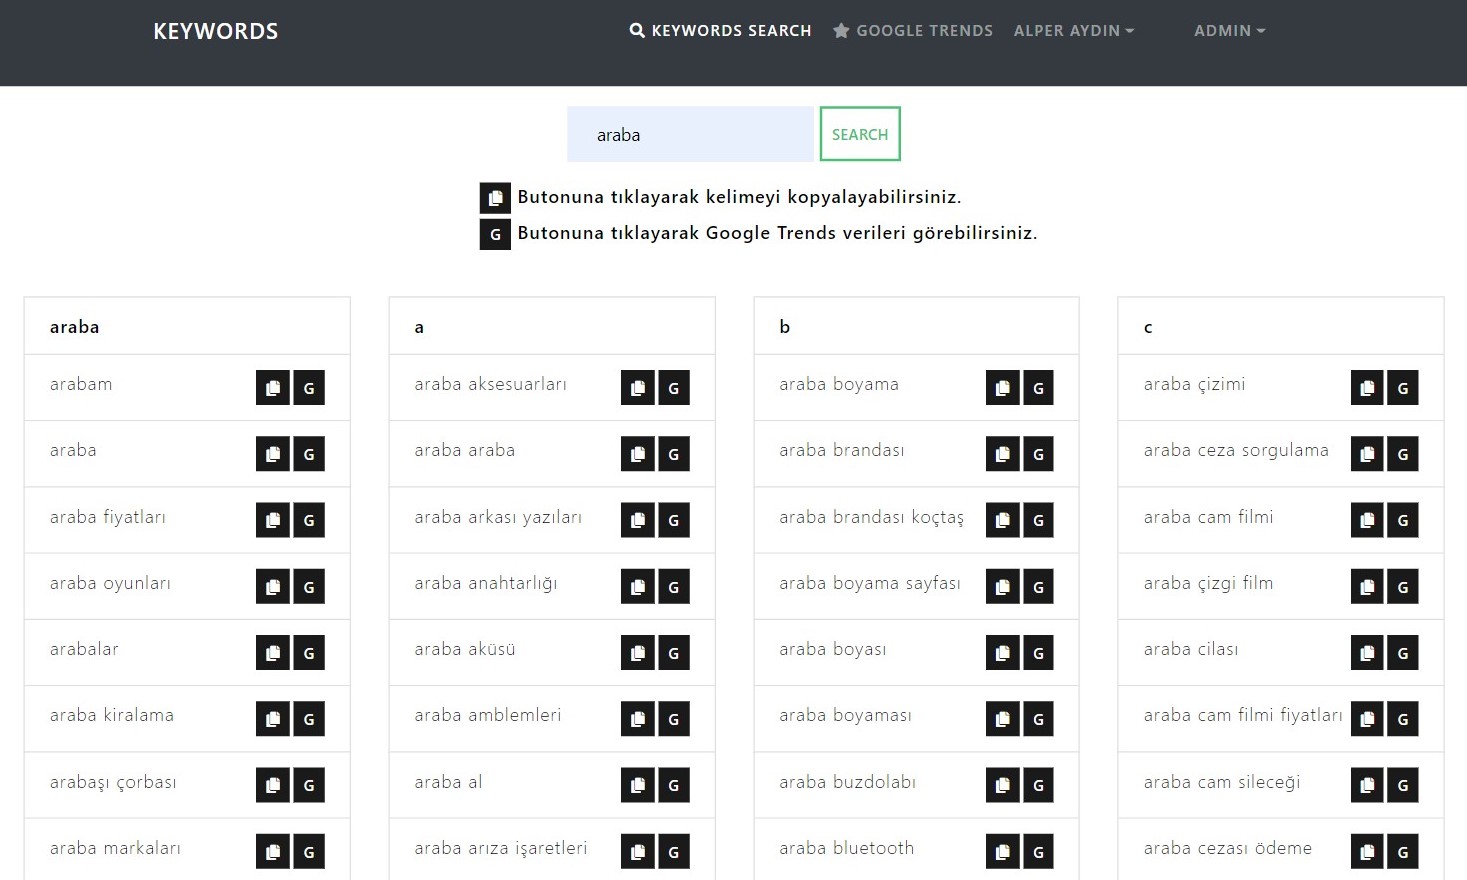 KEYWORDS
KEYWORDS SEARCH
GOOGLE TRENDS
ALPER AYDIN
ADMIN
araba
SEARCH
Butonuna tıklayarak kelimeyi kopyalayabilirsiniz.
G Butonuna tıklayarak Google Trends verileri görebilirsiniz.
araba
arabam G
araba G
araba fiyatları G
araba oyunları G
arabalar G
araba kiralama G
arabaşı çorbası G
araba markaları G
a
araba aksesuarları G
araba araba G
araba arkası yazıları G
araba anahtarlığı G
araba aküsü G
araba amblemleri G
araba al G
araba arıza işaretleri G
b
araba boyama G
araba brandası G
araba brandası koçtaş G
araba boyama sayfası G
araba boyası G
araba boyaması G
araba buzdolabı G
araba bluetooth G
c
araba çizimi G
araba ceza sorgulama G
araba cam filmi G
araba çizgi film G
araba cilası G
araba cam filmi fiyatları G
araba cam sileceği G
araba cezası ödeme G